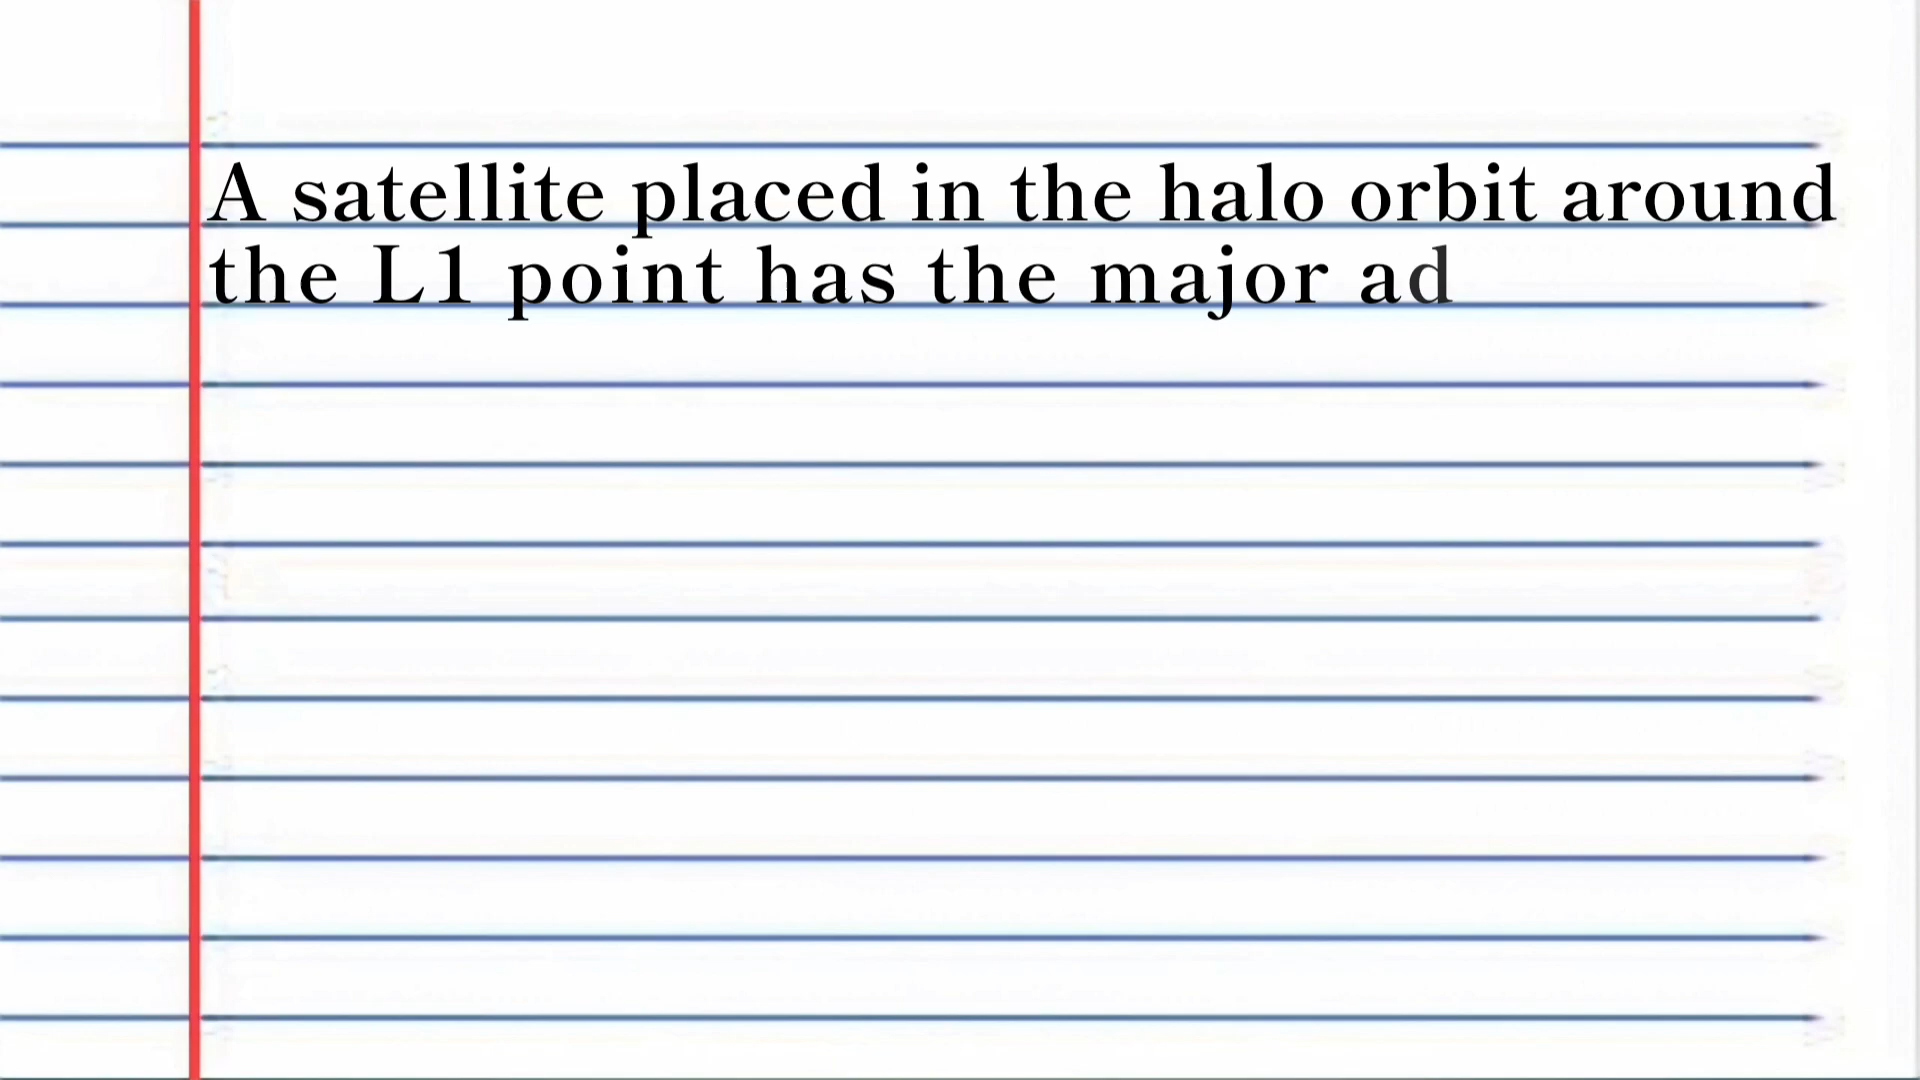 A satellite placed in the halo orbit around
the L1 point has the major ad